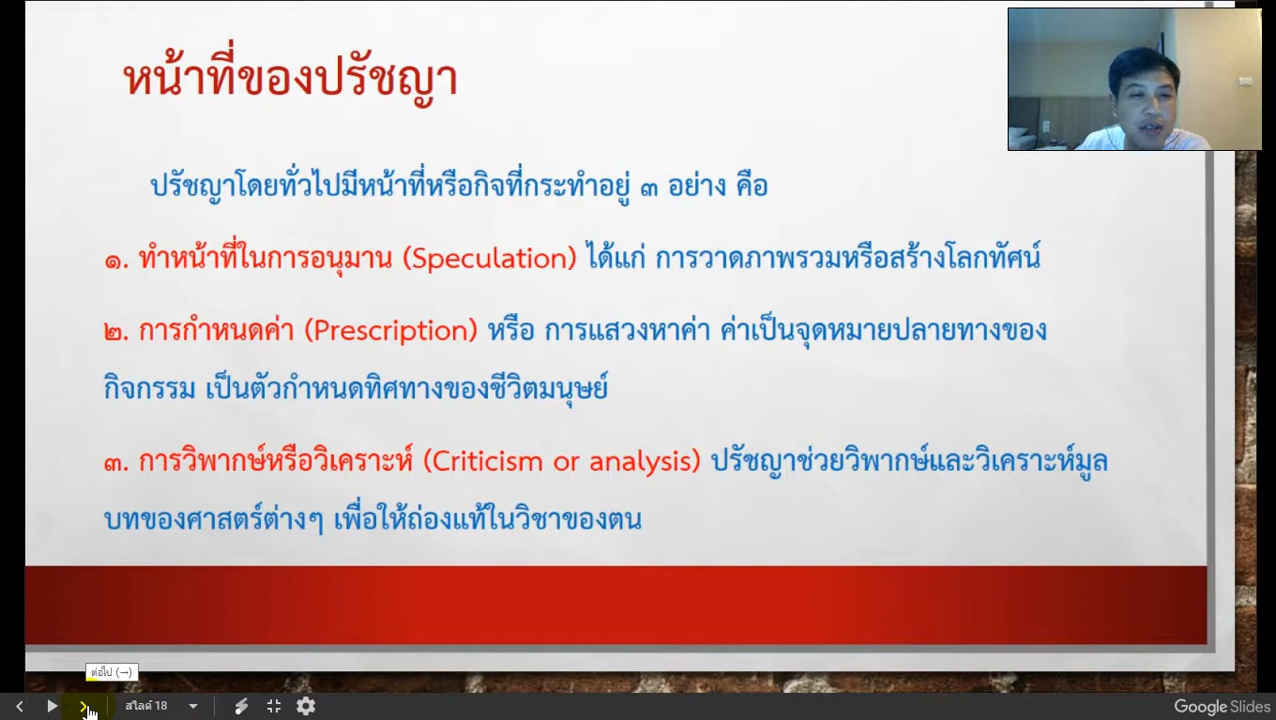 หน้าที่ของปรัชญา
ปรัชญาโดยทั่วไปมีหน้าที่หรือกิจที่กระทำอยู่ ๓ อย่าง คือ
๑. ทำหน้าที่ในการอนุมาน (Speculation) ได้แก่ การวาดภาพรวมหรือสร้างโลกทัศน์
๒. การกำหนดค่า (Prescription) หรือ การแสวงหาค่า ค่าเป็นจุดหมายปลายทางของ
กิจกรรม เป็นตัวกำหนดทิศทางของชีวิตมนุษย์
๓. การวิพากษ์หรือวิเคราะห์ (Criticism or analysis) ปรัชญาช่วยวิพากษ์และวิเคราะห์มูล
บทของศาสตร์ต่างๆ เพื่อให้ถ่องแท้ในวิชาของตน
ต่อไป (→)
สไลด์ 18
Google Slides